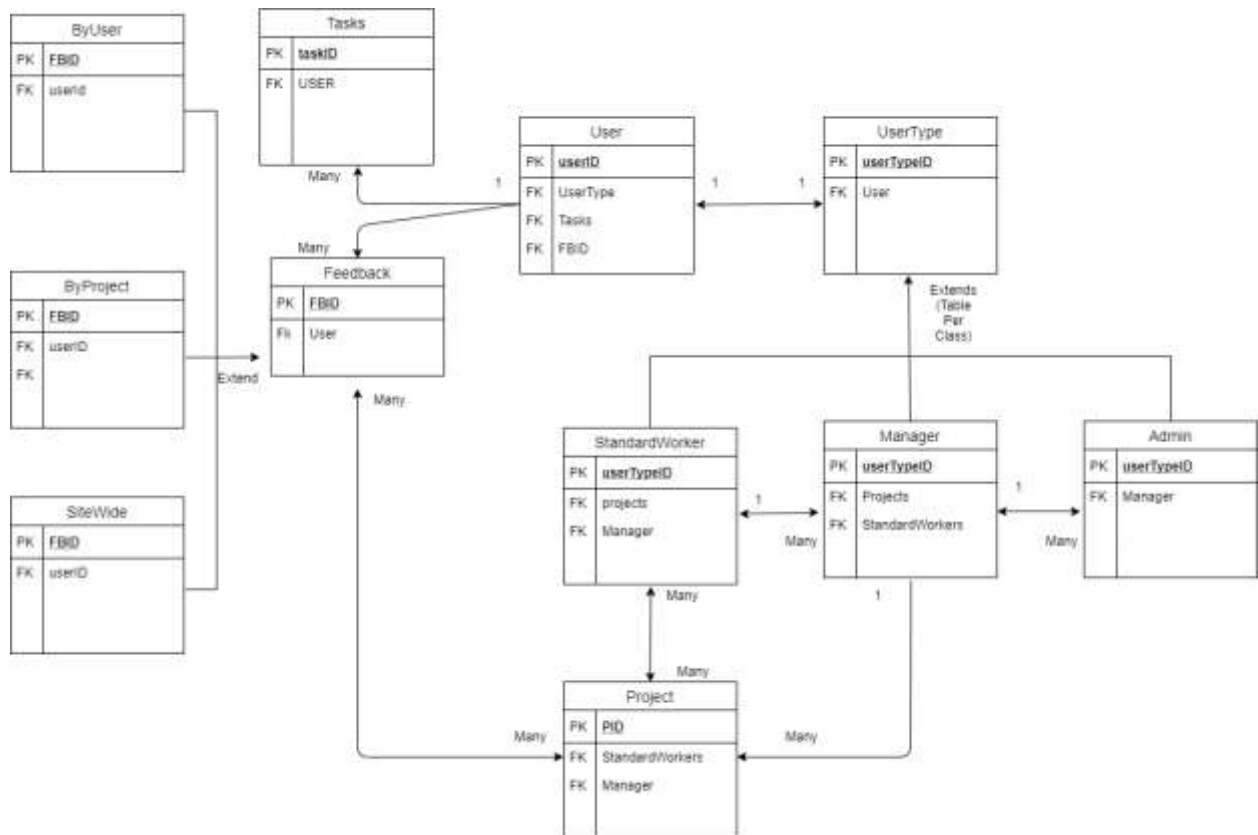 ByUser
PK FBID
FK userId
Tasks
PK taskID
FK USER
Many
User
PK userID
FK UserType
FK Tasks
FK FBID
1
1
1
UserType
PK userTypeID
FK User
Many
Feedback
PK FBID
User
ByProject
PK FBID
FK userID
FK
Extend
Many
Extends
(Table
Per
Class)
SiteWide
PK FBID
FK userID
StandardWorker
PK userTypeID
FK projects
FK Manager
1
Many
Manager
PK userTypeID
FK Projects
FK StandardWorkers
1
Many
Admin
PK userTypeID
FK Manager
Many
1
Many
Project
PK PID
FK StandardWorkers
FK Manager
Many
Many